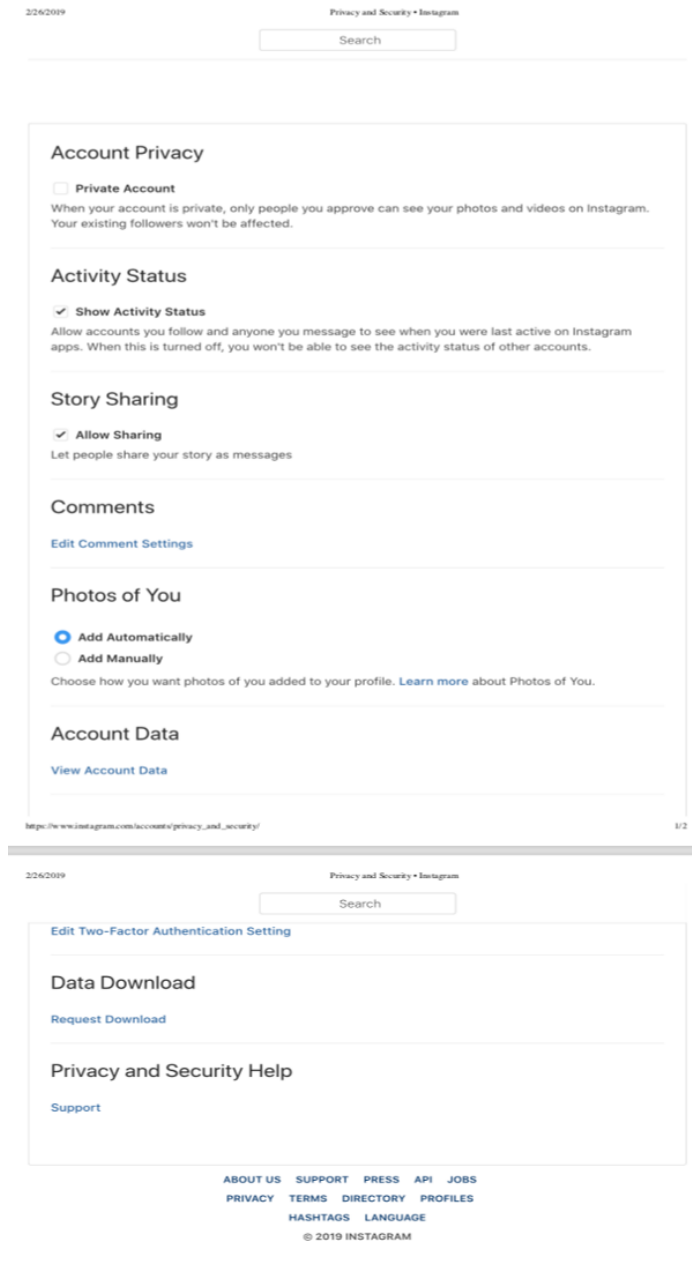 2/26/2019 Privacy and Security • Instagram
Search
Account Privacy
Private Account
When your account is private, only people you approve can see your photos and videos on Instagram.
Your existing followers won't be affected.
Activity Status
Show Activity Status
Allow accounts you follow and anyone you message to see when you were last active on Instagram
apps. When this is turned off, you won't be able to see the activity status of other accounts.
Story Sharing
Allow Sharing
Let people share your story as messages
Comments
Edit Comment Settings
Photos of You
Add Automatically
Add Manually
Choose how you want photos of you added to your profile. Learn more about Photos of You.
Account Data
View Account Data
https://www.instagram.com/accounts/privacy_and_security/ 1/2
2/26/2019 Privacy and Security • Instagram
Search
Edit Two-Factor Authentication Setting
Data Download
Request Download
Privacy and Security Help
Support
ABOUT US SUPPORT PRESS API JOBS
PRIVACY TERMS DIRECTORY PROFILES
HASHTAGS LANGUAGE
© 2019 INSTAGRAM